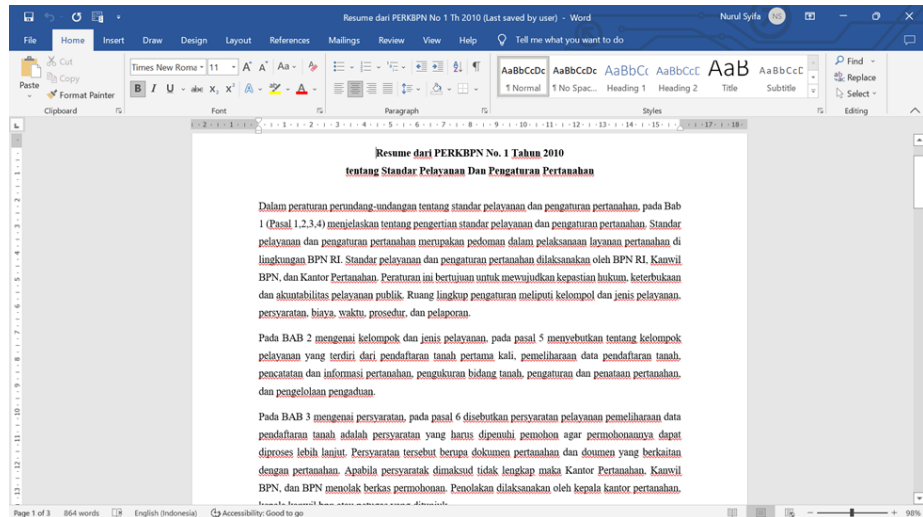 Resume dari PERKBPN No 1 Th 2010 (Last saved by user) - Word
Nurul Syifa NS
File Home Insert Draw Design Layout References Mailings Review View Help Tell me what you want to do
Paste
Cut
Copy
Format Painter
Clipboard
Times New Roma 11
Font
Paragraph
AaBbCcDc AaBbCcDc AaBbCc AaBbCcE AaB AaBbCcD
¶ Normal ¶ No Spac... Heading 1 Heading 2 Title Subtitle
Styles
Find
Replace
Select
Editing
Resume dari PERKBPN No. 1 Tahun 2010
tentang Standar Pelayanan Dan Pengaturan Pertanahan
Dalam peraturan perundang-undangan tentang standar pelayanan dan pengaturan pertanahan, pada Bab
1 (Pasal 1,2,3,4) menjelaskan tentang pengertian standar pelayanan dan pengaturan pertanahan. Standar
pelayanan dan pengaturan pertanahan merupakan pedoman dalam pelaksanaan layanan pertanahan di
lingkungan BPN RI. Standar pelayanan dan pengaturan pertanahan dilaksanakan oleh BPN RI, Kanwil
BPN, dan Kantor Pertanahan. Peraturan ini bertujuan untuk mewujudkan kepastian hukum, keterbukaan
dan akuntabilitas pelayanan publik. Ruang lingkup pengaturan meliputi kelompol dan jenis pelayanan,
persyaratan, biaya, waktu, prosedur, dan pelaporan.
Pada BAB 2 mengenai kelompok dan jenis pelayanan, pada pasal 5 menyebutkan tentang kelompok
pelayanan yang terdiri dari pendaftaran tanah pertama kali, pemeliharaan data pendaftaran tanah,
pencatatan dan informasi pertanahan, pengukuran bidang tanah, pengaturan dan penataan pertanahan,
dan pengelolaan pengaduan.
Pada BAB 3 mengenai persyaratan, pada pasal 6 disebutkan persyaratan pelayanan pemeliharaan data
pendaftaran tanah adalah persyaratan yang harus dipenuhi pemohon agar permohonannya dapat
diproses lebih lanjut. Persyaratan tersebut berupa dokumen pertanahan dan doumen yang berkaitan
dengan pertanahan. Apabila persyaratak dimaksud tidak lengkap maka Kantor Pertanahan, Kanwil
BPN, dan BPN menolak berkas permohonan. Penolakan dilaksanakan oleh kepala kantor pertanahan,
Page 1 of 3 864 words English (Indonesia) Accessibility: Good to go 98%